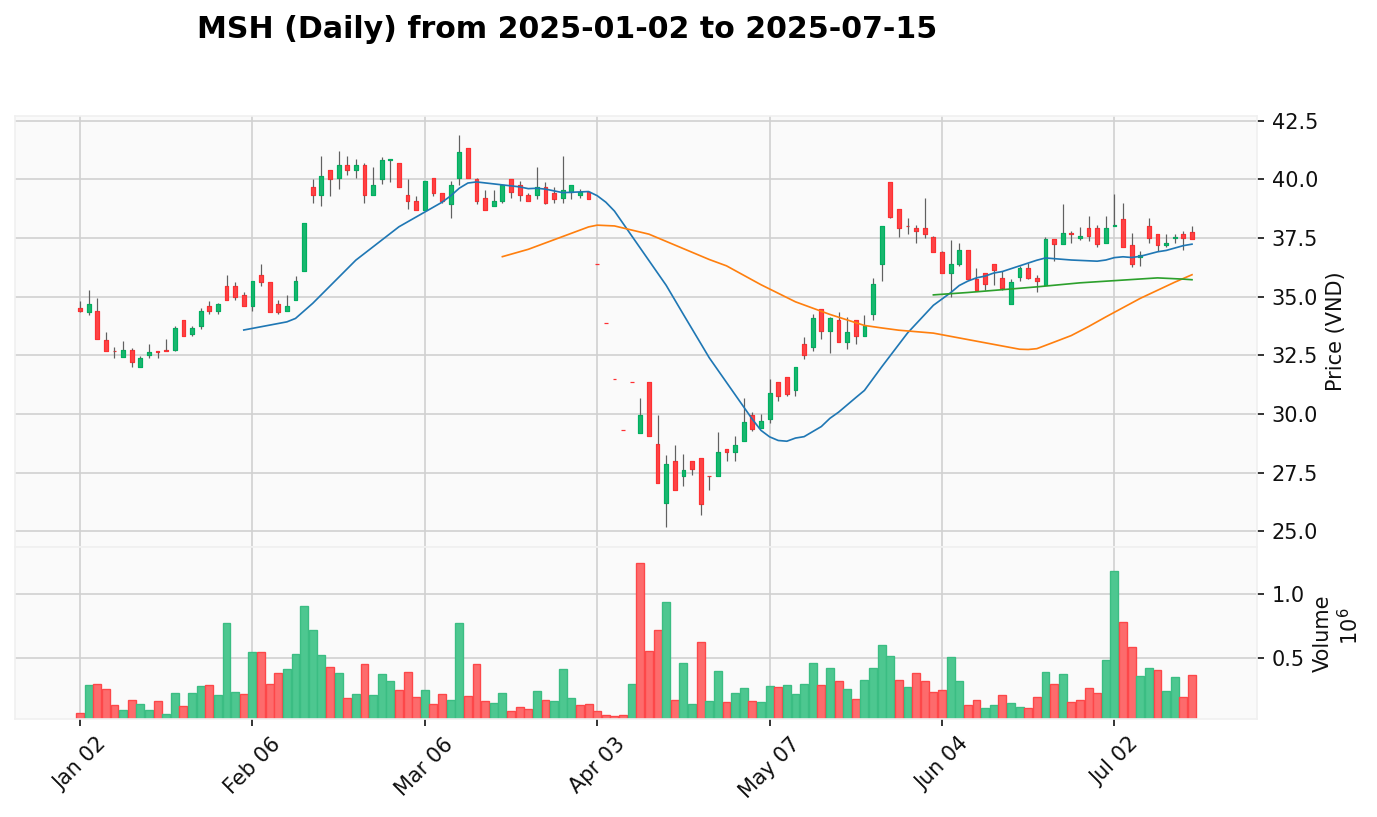 MSH (Daily) from 2025-01-02 to 2025-07-15
42.5
40.0
37.5
35.0
32.5
30.0
27.5
25.0
Price (VND)
1.0
0.5
Volume
10⁶
Jan 02
Feb 06
Mar 06
Apr 03
May 07
Jun 04
Jul 02